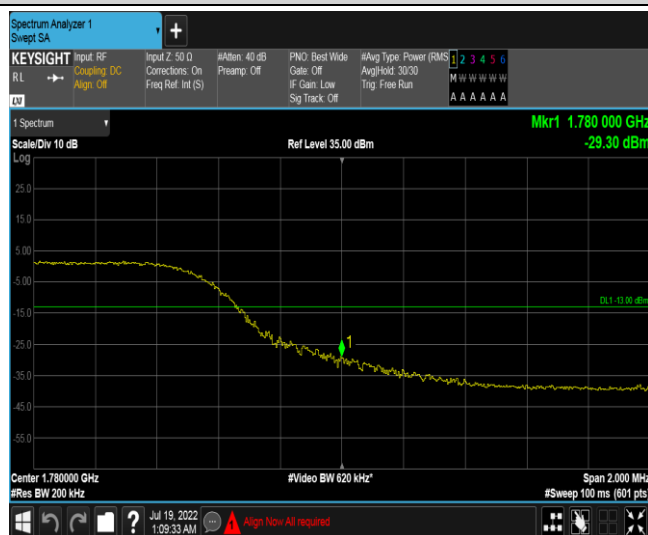 Spectrum Analyzer 1
Swept SA
+
KEYSIGHT
RL
LXI
Input: RF
Coupling: DC
Align: Off
Input Z: 50 Ω
Corrections: On
Freq Ref: Int (S)
#Atten: 40 dB
Preamp: Off
PNO: Best Wide
Gate: Off
IF Gain: Low
Sig Track: Off
#Avg Type: Power (RMS
Avg|Hold: 30/30
Trig: Free Run
1 2 3 4 5 6
M W W W W W
A A A A A A
1 Spectrum
Scale/Div 10 dB
Log
Ref Level 35.00 dBm
Mkr1 1.780 000 GHz
-29.30 dBm
25.0
15.0
5.00
-5.00
-15.0
-25.0
-35.0
-45.0
-55.0
DL1 -13.00 dBm
1
Center 1.780000 GHz
#Res BW 200 kHz
#Video BW 620 kHz*
Span 2.000 MHz
#Sweep 100 ms (601 pts)
?
Jul 19, 2022
1:09:33 AM
1
Align Now All required